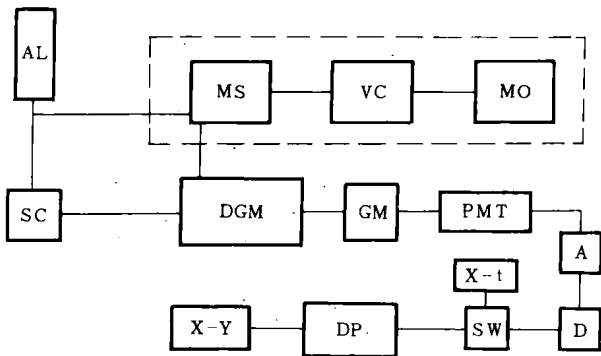 AL
MS VC MO
SC DGM GM PMT
A
X-t
X-Y DP SW D